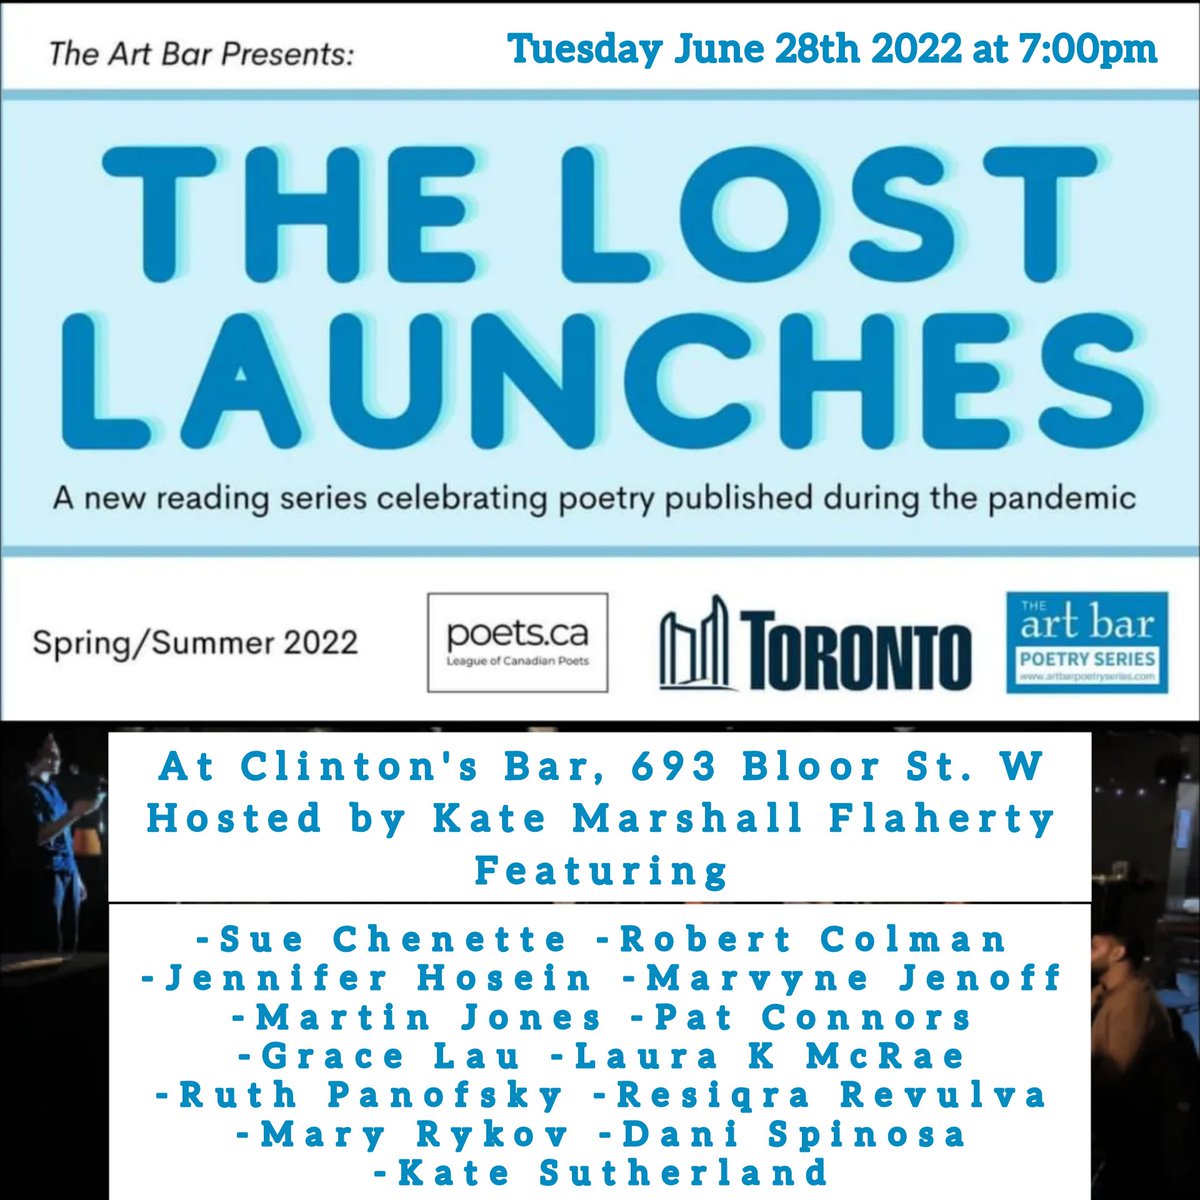 The Art Bar Presents:
Tuesday June 28th 2022 at 7:00pm
THE LOST
LAUNCHES
A new reading series celebrating poetry published during the pandemic
Spring/Summer 2022
poets.ca
League of Canadian Poets
TORONTO
THE
art bar
POETRY SERIES
www.artbarpoetryseries.com
At Clinton's Bar, 693 Bloor St. W
Hosted by Kate Marshall Flaherty
Featuring
-Sue Chenette -Robert Colman
-Jennifer Hosein -Marvyne Jenoff
-Martin Jones -Pat Connors
-Grace Lau -Laura K McRae
-Ruth Panofsky -Resiqra Revulva
-Mary Rykov -Dani Spinosa
-Kate Sutherland